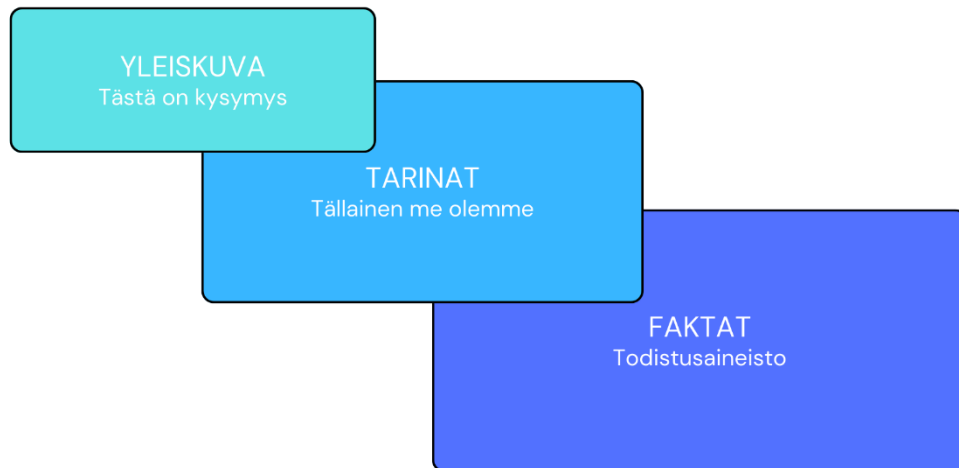 YLEISKUVA
Tästä on kysymys
TARINAT
Tällainen me olemme
FAKTAT
Todistusaineisto